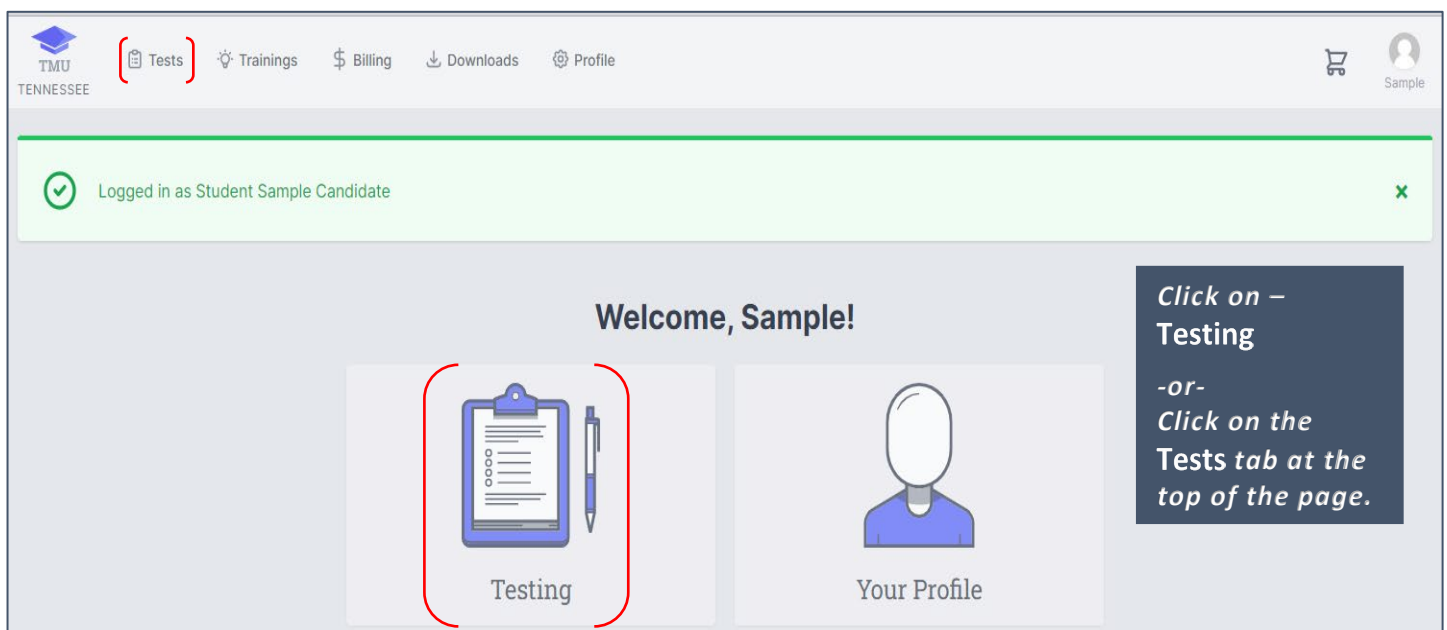 TMU
TENNESSEE
Tests
Trainings
Billing
Downloads
Profile
Sample
Logged in as Student Sample Candidate
Welcome, Sample!
Testing
Your Profile
Click on –
Testing
-or-
Click on the
Tests tab at the
top of the page.